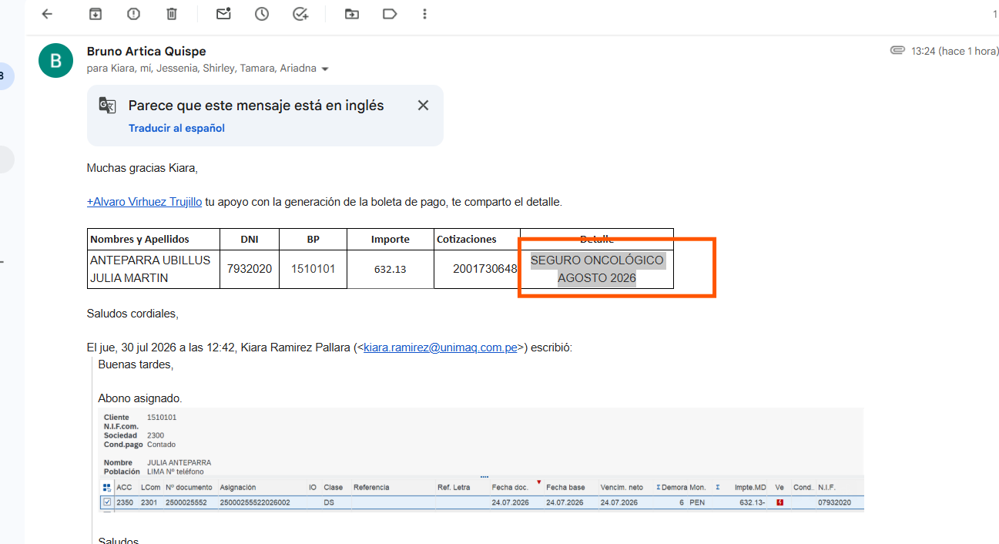 1
B
Bruno Artica Quispe
13:24 (hace 1 hora)
para Kiara, mí, Jessenia, Shirley, Tamara, Ariadna
8
Parece que este mensaje está en inglés
Traducir al español
Muchas gracias Kiara,
+Alvaro Virhuez Trujillo tu apoyo con la generación de la boleta de pago, te comparto el detalle.
Nombres y Apellidos DNI BP Importe Cotizaciones Detalle
ANTEPARRA UBILLUS JULIA MARTIN 7932020 1510101 632.13 2001730648 SEGURO ONCOLÓGICO AGOSTO 2026
Saludos cordiales,
El jue, 30 jul 2026 a las 12:42, Kiara Ramirez Pallara (<kiara.ramirez@unimaq.com.pe>) escribió:
Buenas tardes,
Abono asignado.
Cliente 1510101
N.I.F.com.
Sociedad 2300
Cond.pago Contado
Nombre JULIA ANTEPARRA
Población LIMA Nº teléfono
ACC LCom Nº documento Asignación IO Clase Referencia Ref. Letra Fecha doc. Fecha base Vencim. neto Σ Demora Mon. Σ Impte.MD Ve Cond. N.I.F.
2350 2301 2500025552 25000255522026002 DS 24.07.2026 24.07.2026 24.07.2026 6 PEN 632.13- 07932020
Saludos